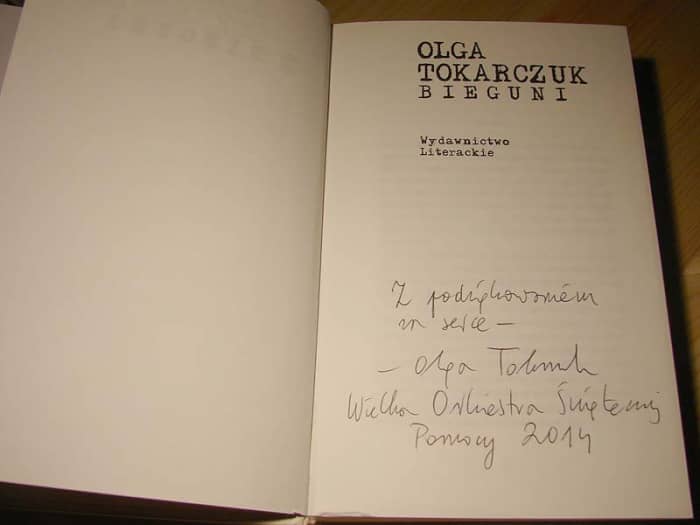 OLGA
TOKARCZUK
BIEGUNI
Wydawnictwo
Literackie
Z podziękowaniem
za serce –
– Olga Tokarczuk
Wielka Orkiestra Świątecznej
Pomocy 2014